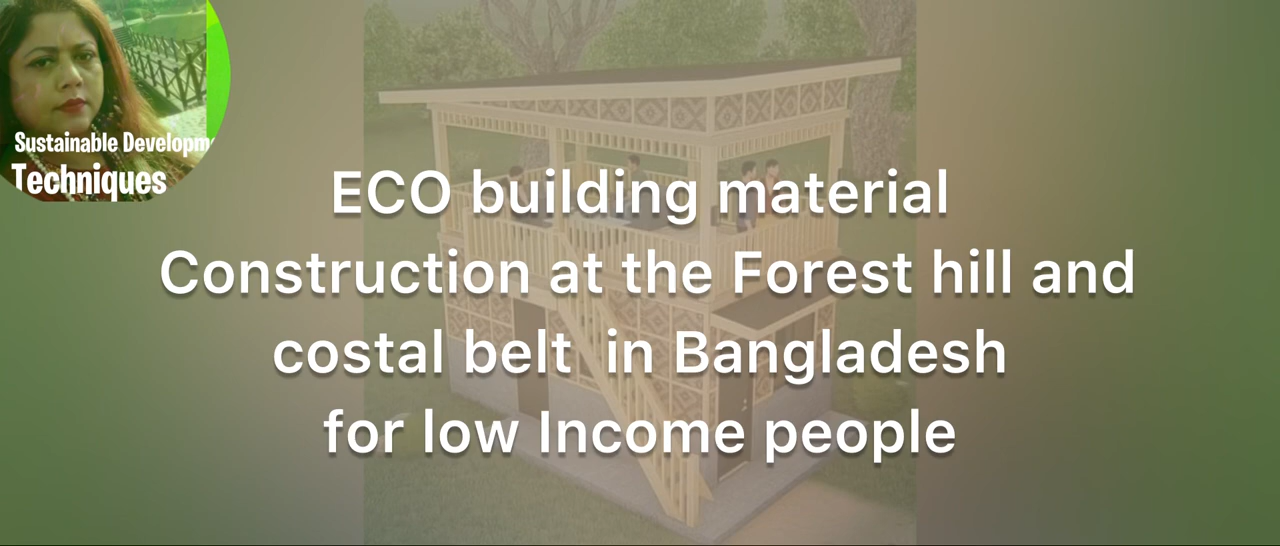 Sustainable Developm
Techniques
ECO building material
Construction at the Forest hill and
costal belt in Bangladesh
for low Income people